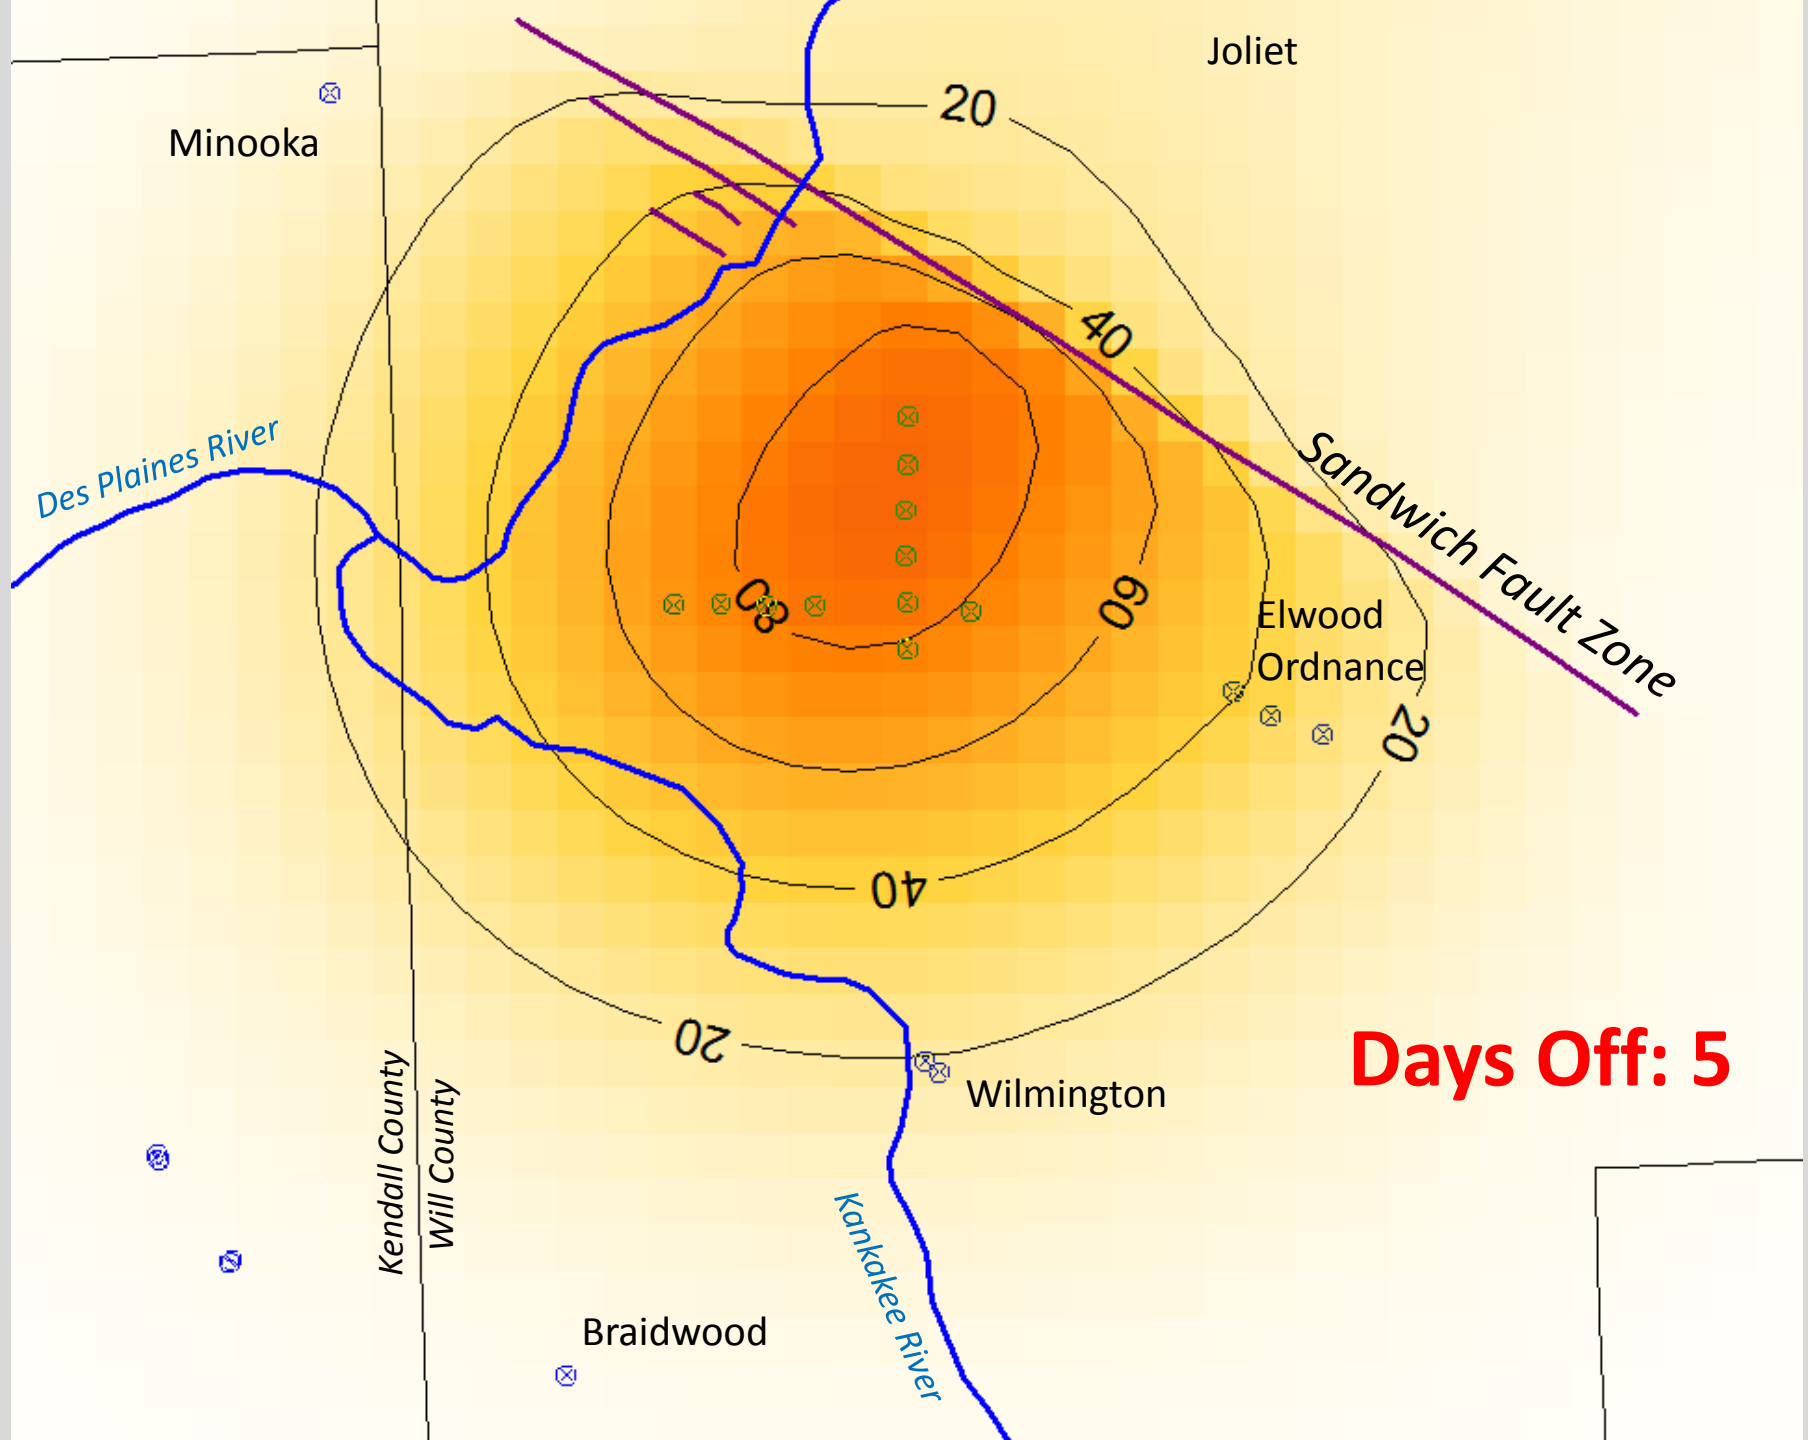 Joliet
20
Minooka
40
Des Plaines River
Sandwich Fault Zone
80
60
Elwood
Ordnance
20
40
20
Days Off: 5
Wilmington
Kendall County
Will County
Kankakee River
Braidwood